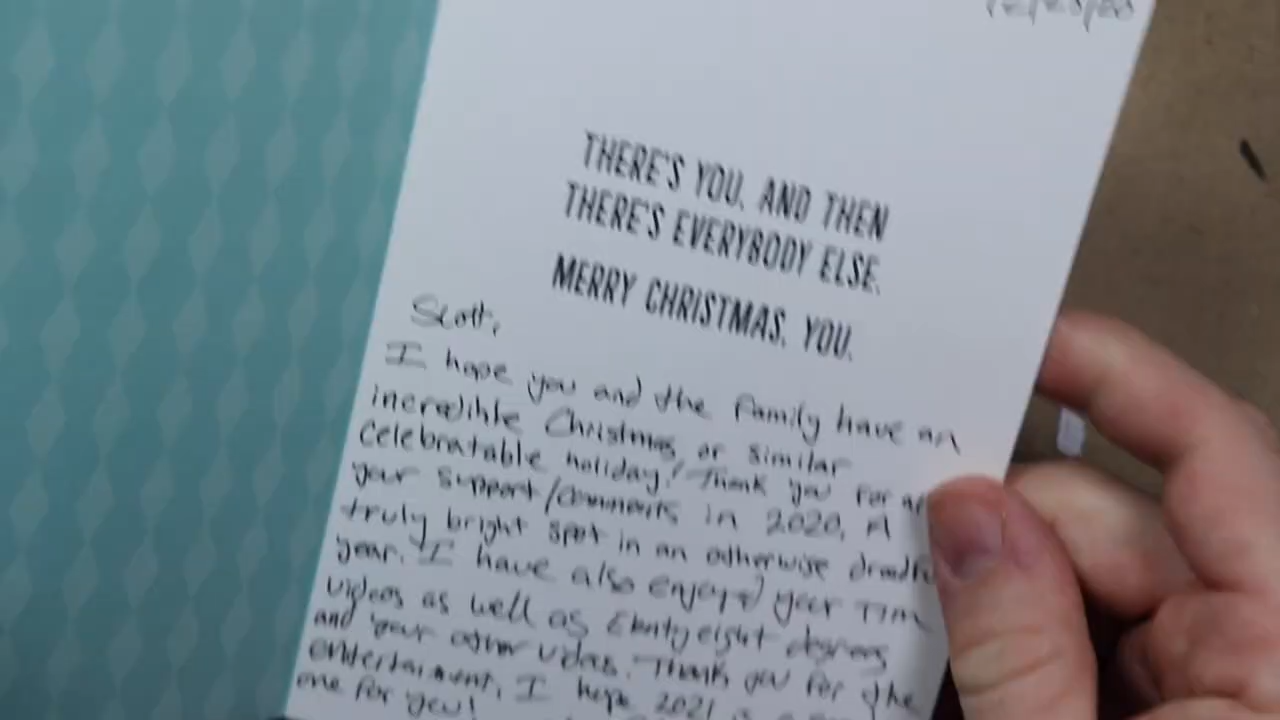 THERE'S YOU, AND THEN
THERE'S EVERYBODY ELSE.
MERRY CHRISTMAS, YOU.
Scott,
I hope you and the family have an
incredible Christmas or similar
celebratable holiday! Thank you for
your support/comments in 2020, A
truly bright spot in an otherwise
year. I have also enjoyed your TTM
videos as well as Eightyeight degrees
and your other videos. Thank you for the
entertainment, I hope 2021 is a
one for you!